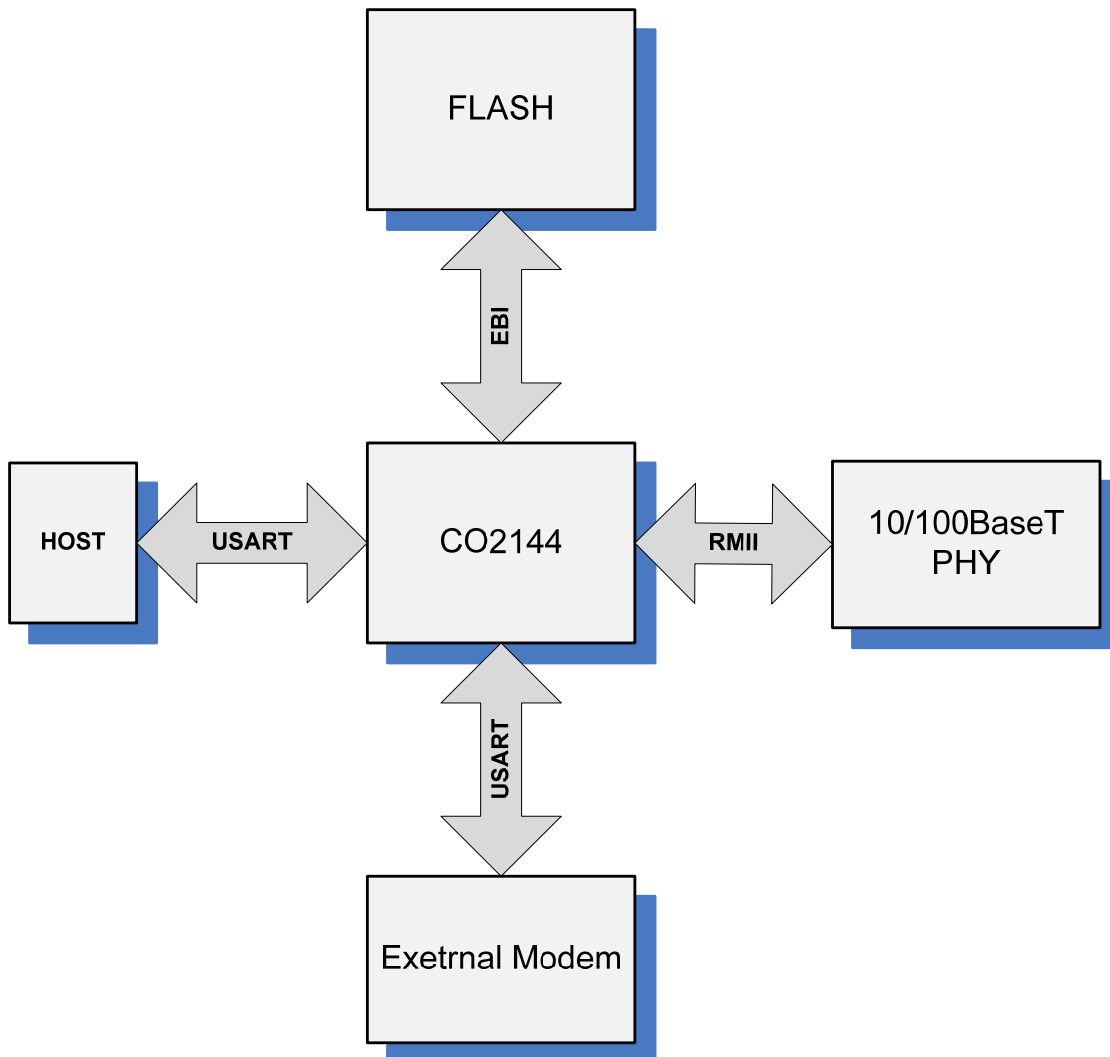 FLASH
EBI
HOST
USART
CO2144
RMII
10/100BaseT
PHY
USART
Exetrnal Modem